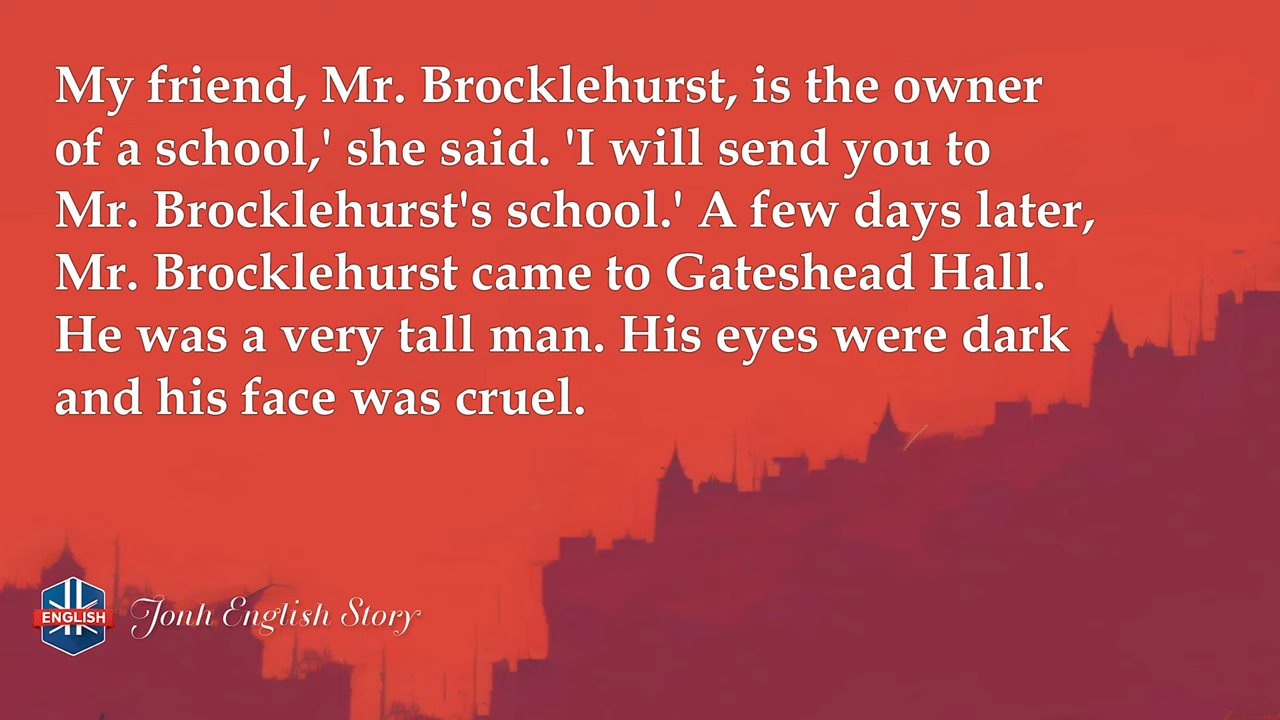 My friend, Mr. Brocklehurst, is the owner
of a school,' she said. 'I will send you to
Mr. Brocklehurst's school.' A few days later,
Mr. Brocklehurst came to Gateshead Hall.
He was a very tall man. His eyes were dark
and his face was cruel.
ENGLISH
Jonh English Story